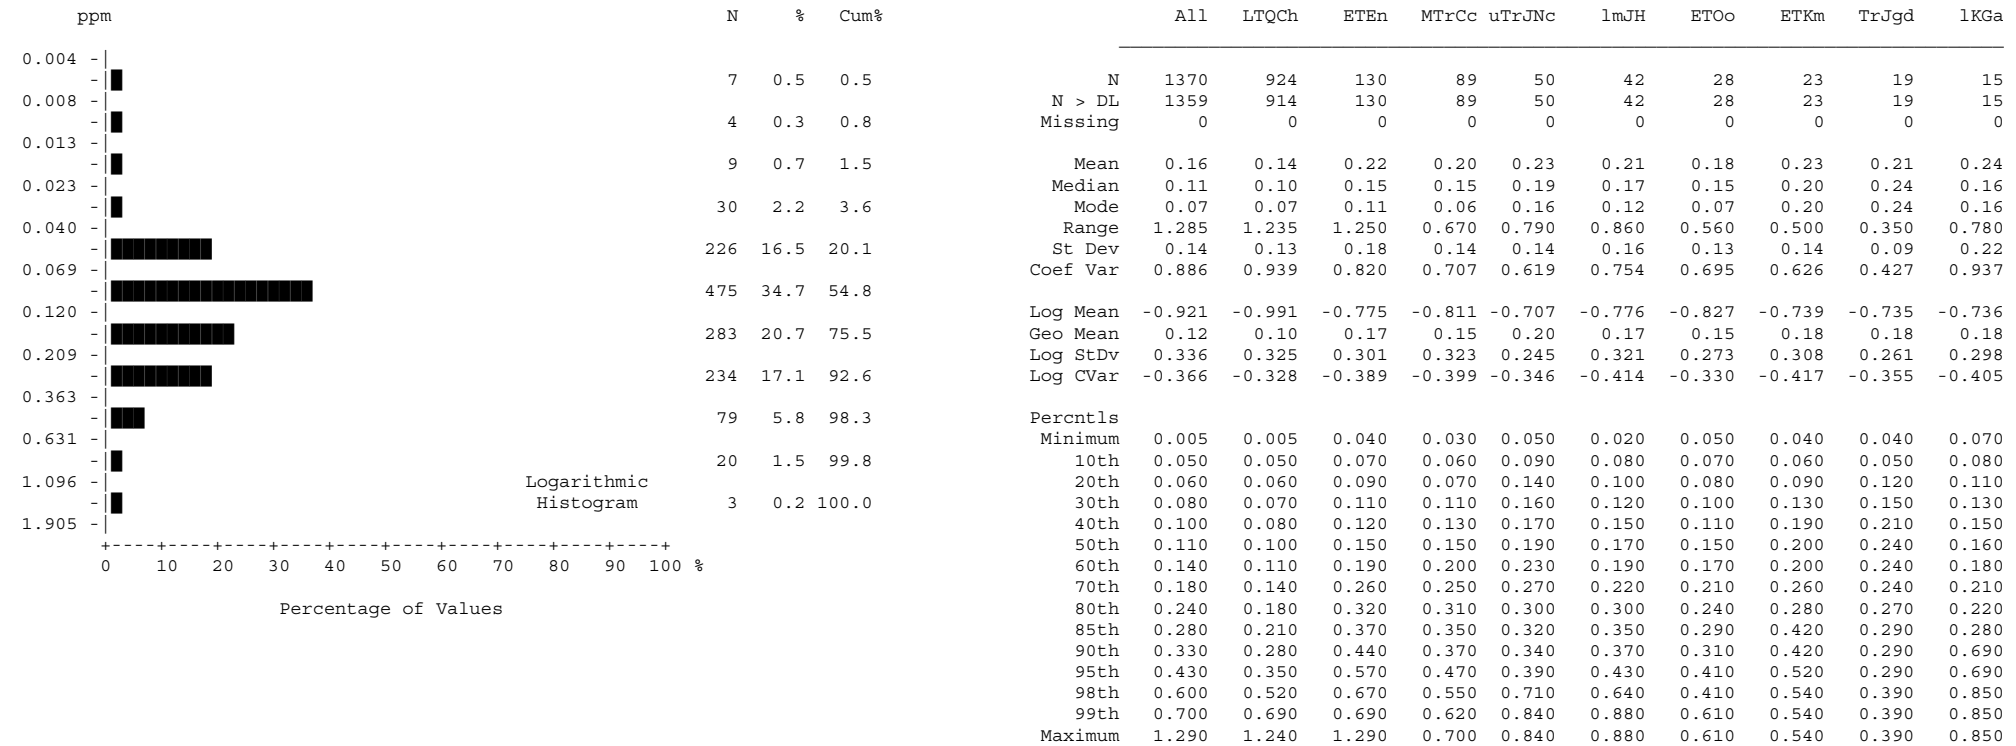 ppm N % Cum% All LTQCh ETEn MTrCc uTrJNc lmJH ETOo ETKm TrJgd lKGa
0.004
7 0.5 0.5 N 1370 924 130 89 50 42 28 23 19 15
0.008 N > DL 1359 914 130 89 50 42 28 23 19 15
4 0.3 0.8 Missing 0 0 0 0 0 0 0 0 0 0
0.013
9 0.7 1.5 Mean 0.16 0.14 0.22 0.20 0.23 0.21 0.18 0.23 0.21 0.24
0.023 Median 0.11 0.10 0.15 0.15 0.19 0.17 0.15 0.20 0.24 0.16
30 2.2 3.6 Mode 0.07 0.07 0.11 0.06 0.16 0.12 0.07 0.20 0.24 0.16
0.040 Range 1.285 1.235 1.250 0.670 0.790 0.860 0.560 0.500 0.350 0.780
226 16.5 20.1 St Dev 0.14 0.13 0.18 0.14 0.14 0.16 0.13 0.14 0.09 0.22
0.069 Coef Var 0.886 0.939 0.820 0.707 0.619 0.754 0.695 0.626 0.427 0.937
475 34.7 54.8
0.120 Log Mean -0.921 -0.991 -0.775 -0.811 -0.707 -0.776 -0.827 -0.739 -0.735 -0.736
283 20.7 75.5 Geo Mean 0.12 0.10 0.17 0.15 0.20 0.17 0.15 0.18 0.18 0.18
0.209 Log StDv 0.336 0.325 0.301 0.323 0.245 0.321 0.273 0.308 0.261 0.298
234 17.1 92.6 Log CVar -0.366 -0.328 -0.389 -0.399 -0.346 -0.414 -0.330 -0.417 -0.355 -0.405
0.363
79 5.8 98.3 Percntls
0.631 Minimum 0.005 0.005 0.040 0.030 0.050 0.020 0.050 0.040 0.040 0.070
20 1.5 99.8 10th 0.050 0.050 0.070 0.060 0.090 0.080 0.070 0.060 0.050 0.080
1.096 Logarithmic 20th 0.060 0.060 0.090 0.070 0.140 0.100 0.080 0.090 0.120 0.110
Histogram 3 0.2 100.0 30th 0.080 0.070 0.110 0.110 0.160 0.120 0.100 0.130 0.150 0.130
1.905 40th 0.100 0.080 0.120 0.130 0.170 0.150 0.110 0.190 0.210 0.150
50th 0.110 0.100 0.150 0.150 0.190 0.170 0.150 0.200 0.240 0.160
0 10 20 30 40 50 60 70 80 90 100 % 60th 0.140 0.110 0.190 0.200 0.230 0.190 0.170 0.200 0.240 0.180
70th 0.180 0.140 0.260 0.250 0.270 0.220 0.210 0.260 0.240 0.210
Percentage of Values 80th 0.240 0.180 0.320 0.310 0.300 0.300 0.240 0.280 0.270 0.220
85th 0.280 0.210 0.370 0.350 0.320 0.350 0.290 0.420 0.290 0.280
90th 0.330 0.280 0.440 0.370 0.340 0.370 0.310 0.420 0.290 0.690
95th 0.430 0.350 0.570 0.470 0.390 0.430 0.410 0.520 0.290 0.690
98th 0.600 0.520 0.670 0.550 0.710 0.640 0.410 0.540 0.390 0.850
99th 0.700 0.690 0.690 0.620 0.840 0.880 0.610 0.540 0.390 0.850
Maximum 1.290 1.240 1.290 0.700 0.840 0.880 0.610 0.540 0.390 0.850